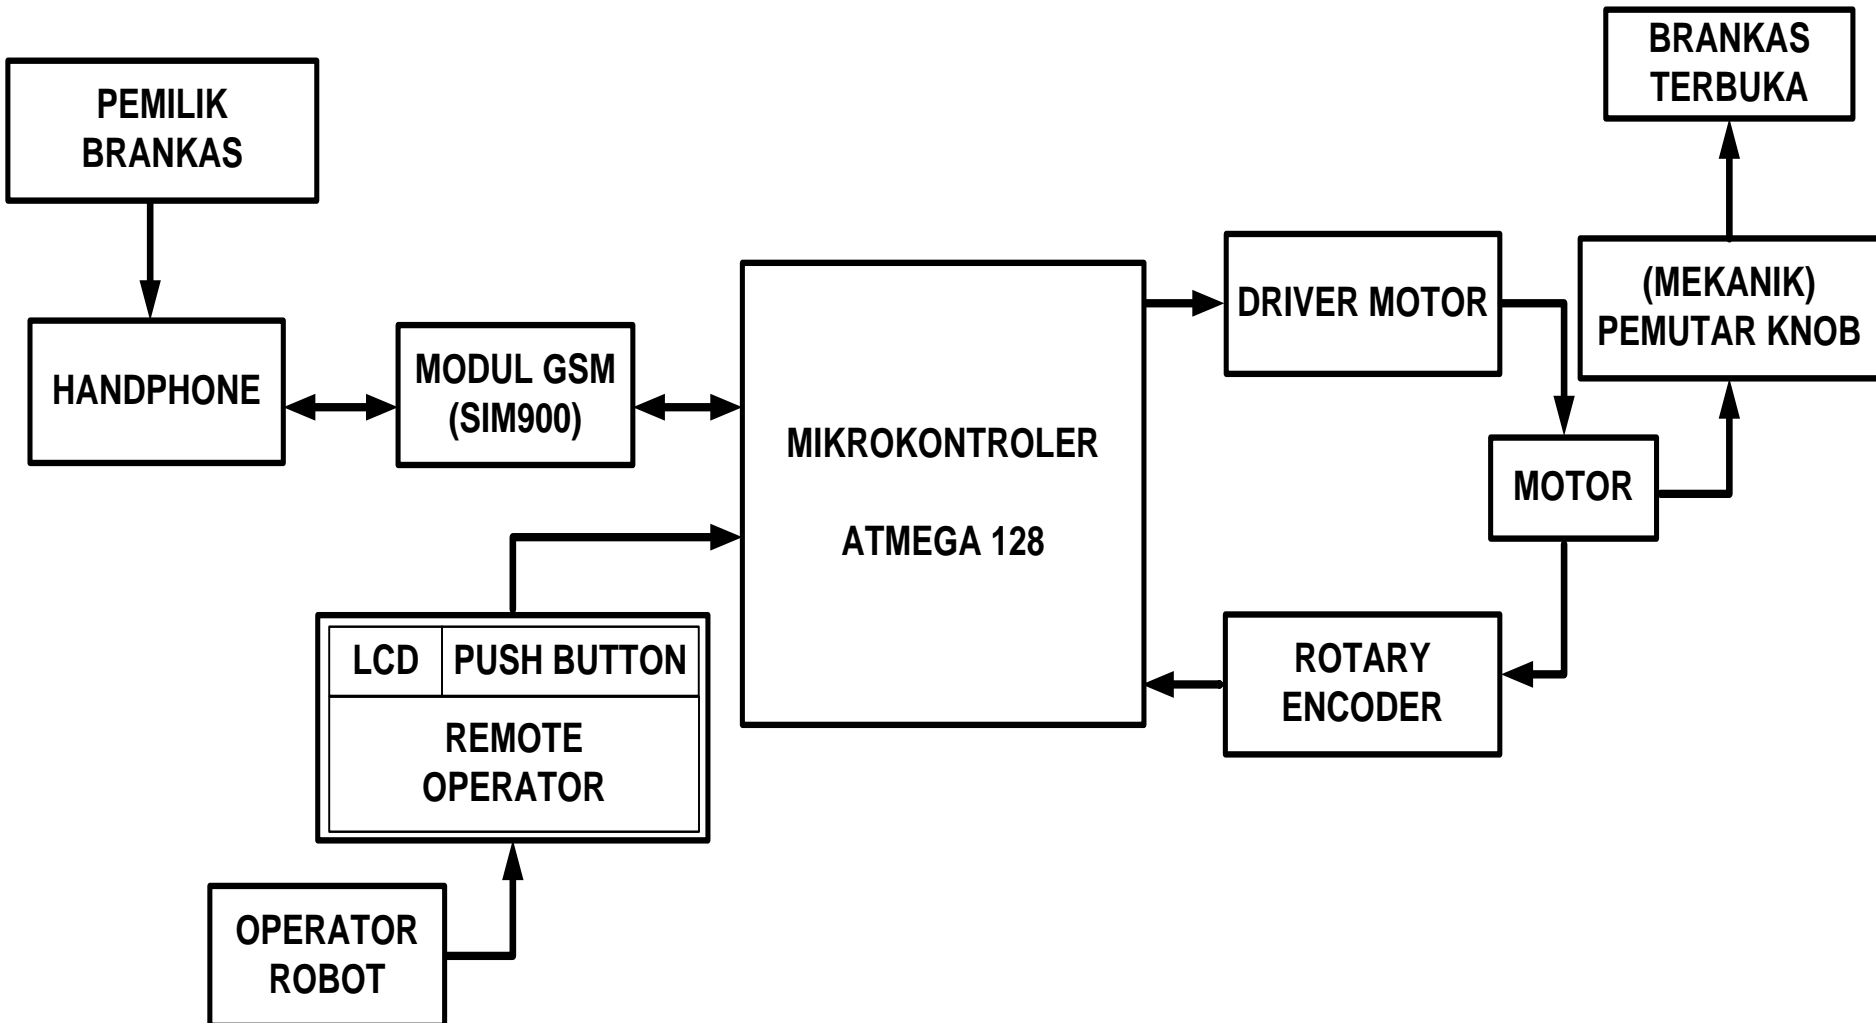 BRANKAS
TERBUKA
PEMILIK
BRANKAS
DRIVER MOTOR
(MEKANIK)
PEMUTAR KNOB
HANDPHONE
MODUL GSM
(SIM900)
MIKROKONTROLER
ATMEGA 128
MOTOR
LCD
PUSH BUTTON
REMOTE
OPERATOR
ROTARY
ENCODER
OPERATOR
ROBOT